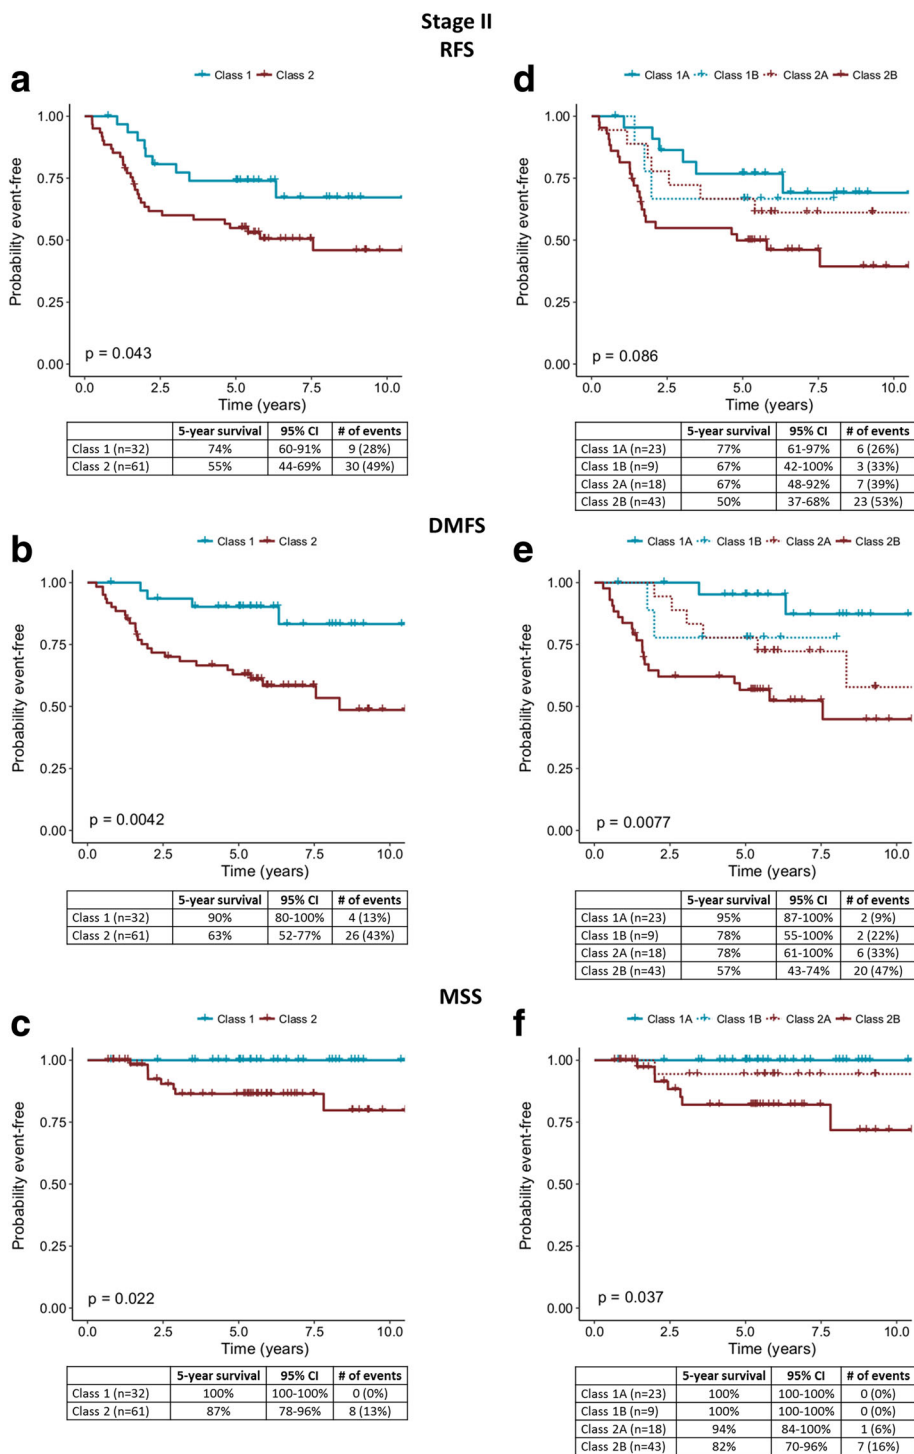 Stage II
RFS
a
Class 1 Class 2
1.00
0.75
0.50
0.25
0.00
Probability event-free
p = 0.043
0.0 2.5 5.0 7.5 10.0
Time (years)
5-year survival 95% CI # of events
Class 1 (n=32) 74% 60-91% 9 (28%)
Class 2 (n=61) 55% 44-69% 30 (49%)
d
Class 1A Class 1B Class 2A Class 2B
1.00
0.75
0.50
0.25
0.00
Probability event-free
p = 0.086
0.0 2.5 5.0 7.5 10.0
Time (years)
5-year survival 95% CI # of events
Class 1A (n=23) 77% 61-97% 6 (26%)
Class 1B (n=9) 67% 42-100% 3 (33%)
Class 2A (n=18) 67% 48-92% 7 (39%)
Class 2B (n=43) 50% 37-68% 23 (53%)
DMFS
b
Class 1 Class 2
1.00
0.75
0.50
0.25
0.00
Probability event-free
p = 0.0042
0.0 2.5 5.0 7.5 10.0
Time (years)
5-year survival 95% CI # of events
Class 1 (n=32) 90% 80-100% 4 (13%)
Class 2 (n=61) 63% 52-77% 26 (43%)
e
Class 1A Class 1B Class 2A Class 2B
1.00
0.75
0.50
0.25
0.00
Probability event-free
p = 0.0077
0.0 2.5 5.0 7.5 10.0
Time (years)
5-year survival 95% CI # of events
Class 1A (n=23) 95% 87-100% 2 (9%)
Class 1B (n=9) 78% 55-100% 2 (22%)
Class 2A (n=18) 78% 61-100% 6 (33%)
Class 2B (n=43) 57% 43-74% 20 (47%)
MSS
c
Class 1 Class 2
1.00
0.75
0.50
0.25
0.00
Probability event-free
p = 0.022
0.0 2.5 5.0 7.5 10.0
Time (years)
5-year survival 95% CI # of events
Class 1 (n=32) 100% 100-100% 0 (0%)
Class 2 (n=61) 87% 78-96% 8 (13%)
f
Class 1A Class 1B Class 2A Class 2B
1.00
0.75
0.50
0.25
0.00
Probability event-free
p = 0.037
0.0 2.5 5.0 7.5 10.0
Time (years)
5-year survival 95% CI # of events
Class 1A (n=23) 100% 100-100% 0 (0%)
Class 1B (n=9) 100% 100-100% 0 (0%)
Class 2A (n=18) 94% 84-100% 1 (6%)
Class 2B (n=43) 82% 70-96% 7 (16%)